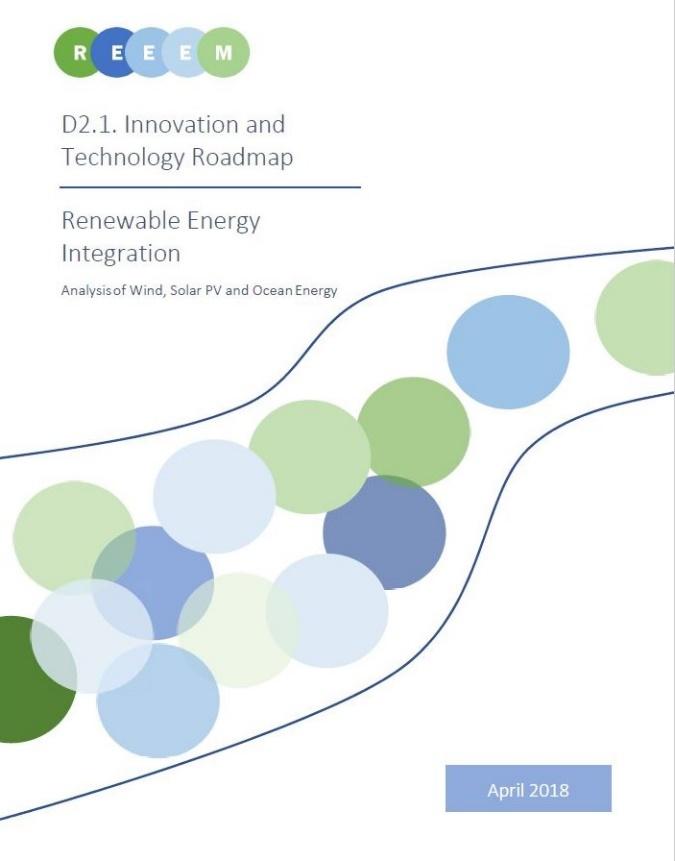 REEEM
D2.1. Innovation and
Technology Roadmap
Renewable Energy
Integration
Analysis of Wind, Solar PV and Ocean Energy
April 2018